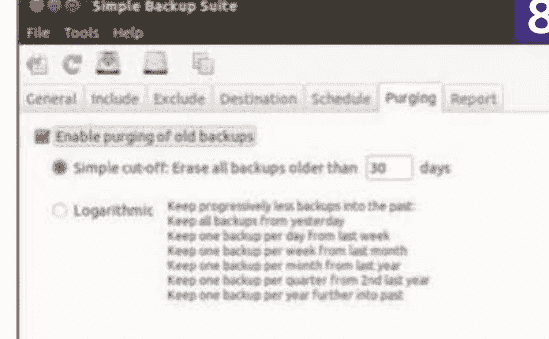 8
Simple Backup Suite
File Tools Help
General Include Exclude Destination Schedule Purging Report
Enable purging of old backups
Simple cut-off: Erase all backups older than 30 days
Logarithmic
Keep progressively less backups into the past:
Keep all backups from yesterday
Keep one backup per day from last week
Keep one backup per week from last month
Keep one backup per month from last year
Keep one backup per quarter from 2nd last year
Keep one backup per year further into past